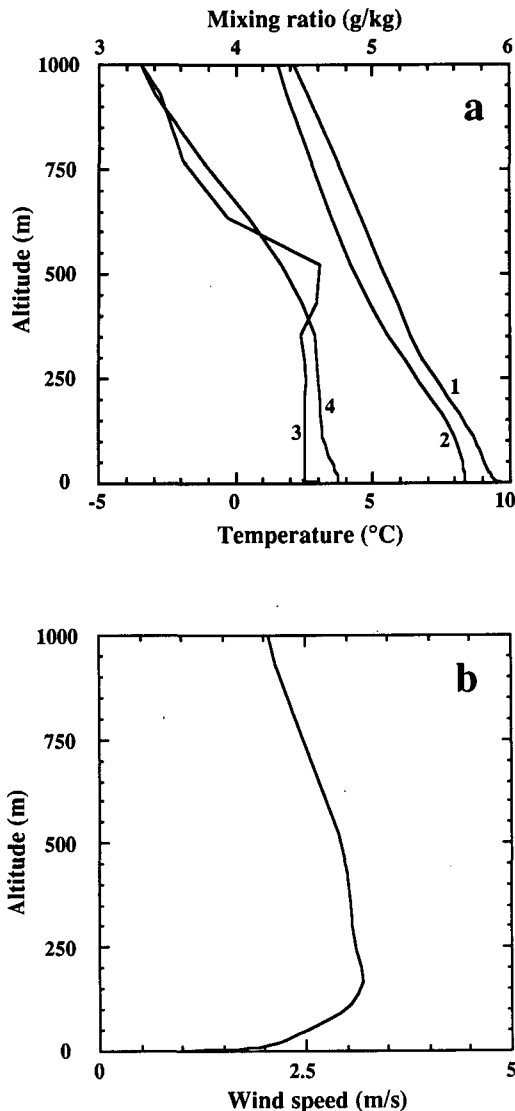 Mixing ratio (g/kg)
3 4 5 6
1000
a
750
Altitude (m)
500
250
1
2
3
4
0
-5 0 5 10
Temperature (°C)
1000
b
750
Altitude (m)
500
250
0
0 2.5 5
Wind speed (m/s)